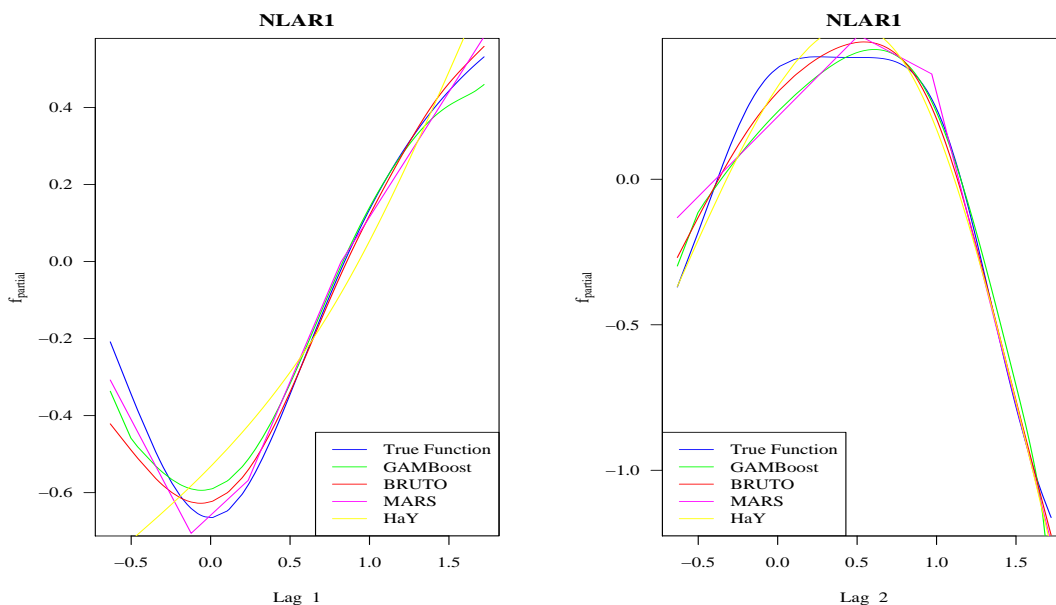 NLAR1
0.4
0.2
0.0
−0.2
−0.4
−0.6
f_partial
True Function
GAMBoost
BRUTO
MARS
HaY
−0.5 0.0 0.5 1.0 1.5
Lag 1
NLAR1
0.0
−0.5
−1.0
f_partial
True Function
GAMBoost
BRUTO
MARS
HaY
−0.5 0.0 0.5 1.0 1.5
Lag 2